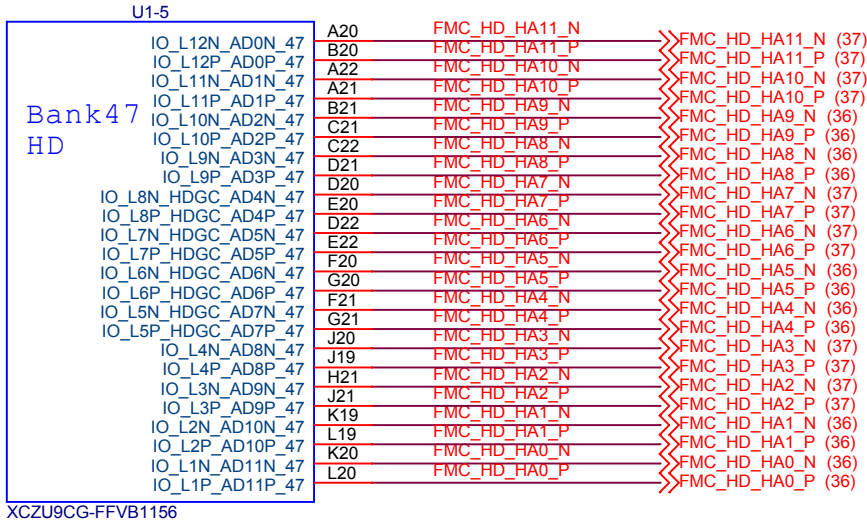 U1-5
Bank47
HD
IO_L12N_AD0N_47 A20 FMC_HD_HA11_N FMC_HD_HA11_N (37)
IO_L12P_AD0P_47 B20 FMC_HD_HA11_P FMC_HD_HA11_P (37)
IO_L11N_AD1N_47 A22 FMC_HD_HA10_N FMC_HD_HA10_N (37)
IO_L11P_AD1P_47 A21 FMC_HD_HA10_P FMC_HD_HA10_P (37)
IO_L10N_AD2N_47 B21 FMC_HD_HA9_N FMC_HD_HA9_N (36)
IO_L10P_AD2P_47 C21 FMC_HD_HA9_P FMC_HD_HA9_P (36)
IO_L9N_AD3N_47 C22 FMC_HD_HA8_N FMC_HD_HA8_N (36)
IO_L9P_AD3P_47 D21 FMC_HD_HA8_P FMC_HD_HA8_P (36)
IO_L8N_HDGC_AD4N_47 D20 FMC_HD_HA7_N FMC_HD_HA7_N (37)
IO_L8P_HDGC_AD4P_47 E20 FMC_HD_HA7_P FMC_HD_HA7_P (37)
IO_L7N_HDGC_AD5N_47 D22 FMC_HD_HA6_N FMC_HD_HA6_N (37)
IO_L7P_HDGC_AD5P_47 E22 FMC_HD_HA6_P FMC_HD_HA6_P (37)
IO_L6N_HDGC_AD6N_47 F20 FMC_HD_HA5_N FMC_HD_HA5_N (36)
IO_L6P_HDGC_AD6P_47 G20 FMC_HD_HA5_P FMC_HD_HA5_P (36)
IO_L5N_HDGC_AD7N_47 F21 FMC_HD_HA4_N FMC_HD_HA4_N (36)
IO_L5P_HDGC_AD7P_47 G21 FMC_HD_HA4_P FMC_HD_HA4_P (36)
IO_L4N_AD8N_47 J20 FMC_HD_HA3_N FMC_HD_HA3_N (37)
IO_L4P_AD8P_47 J19 FMC_HD_HA3_P FMC_HD_HA3_P (37)
IO_L3N_AD9N_47 H21 FMC_HD_HA2_N FMC_HD_HA2_N (37)
IO_L3P_AD9P_47 J21 FMC_HD_HA2_P FMC_HD_HA2_P (37)
IO_L2N_AD10N_47 K19 FMC_HD_HA1_N FMC_HD_HA1_N (36)
IO_L2P_AD10P_47 L19 FMC_HD_HA1_P FMC_HD_HA1_P (36)
IO_L1N_AD11N_47 K20 FMC_HD_HA0_N FMC_HD_HA0_N (36)
IO_L1P_AD11P_47 L20 FMC_HD_HA0_P FMC_HD_HA0_P (36)
XCZU9CG-FFVB1156